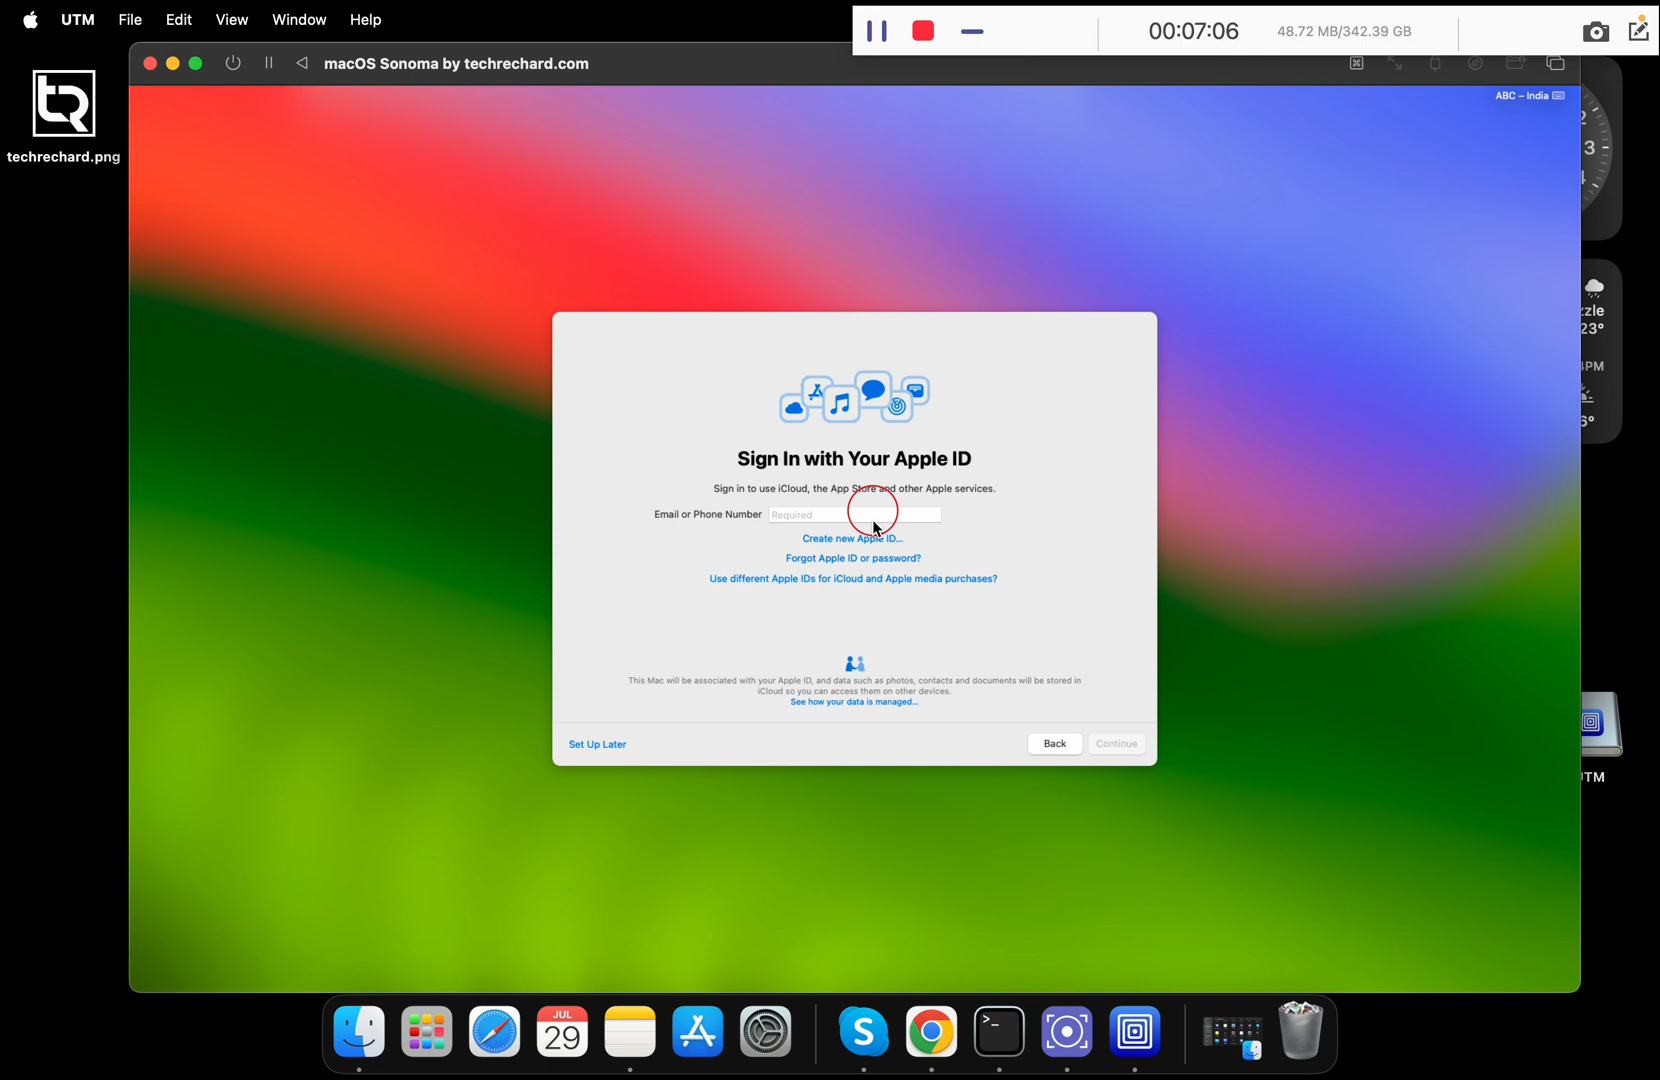 UTM File Edit View Window Help
00:07:06 48.72 MB/342.39 GB
macOS Sonoma by techrechard.com
ABC – India
techrechard.png
3
23°
PM
Sign In with Your Apple ID
Sign in to use iCloud, the App Store and other Apple services.
Email or Phone Number Required
Create new Apple ID...
Forgot Apple ID or password?
Use different Apple IDs for iCloud and Apple media purchases?
This Mac will be associated with your Apple ID, and data such as photos, contacts and documents will be stored in
iCloud so you can access them on other devices.
See how your data is managed...
Set Up Later Back Continue
JUL
29